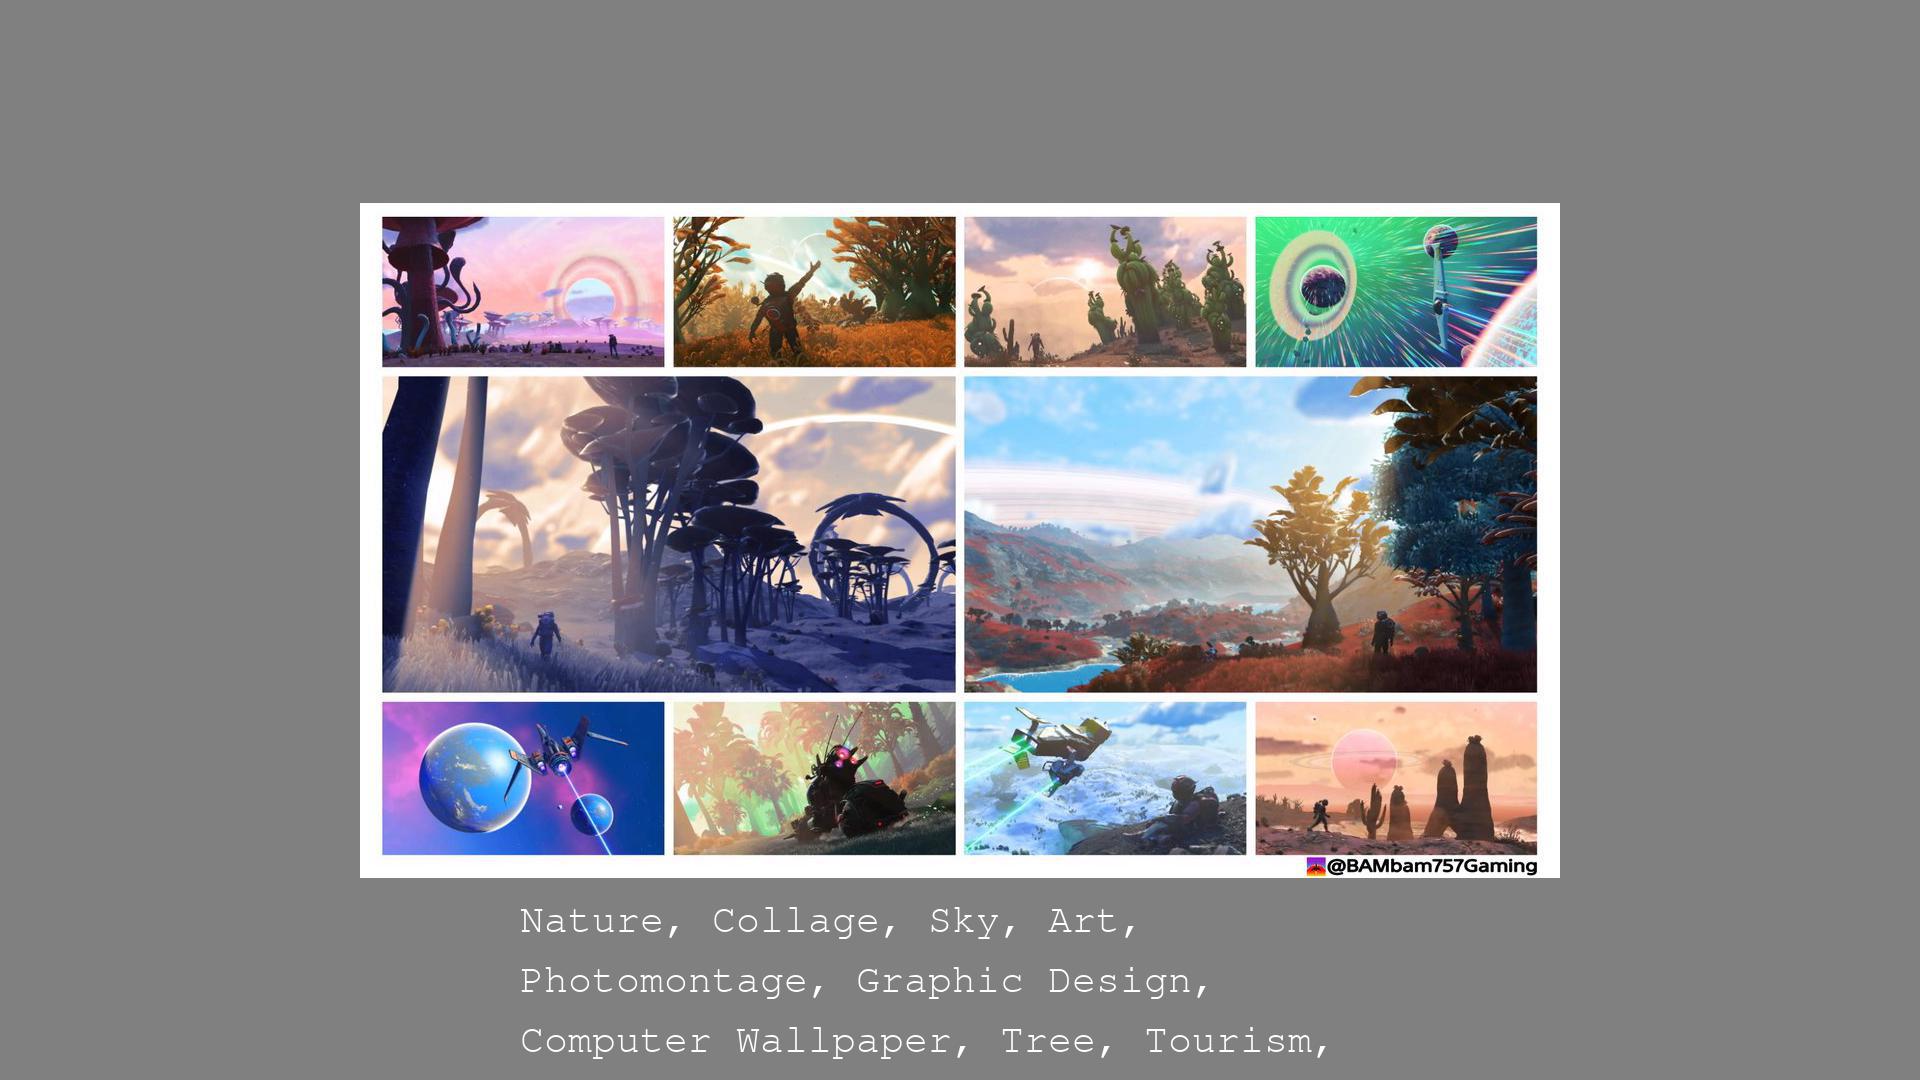 @BAMbam757Gaming
Nature, Collage, Sky, Art,
Photomontage, Graphic Design,
Computer Wallpaper, Tree, Tourism,